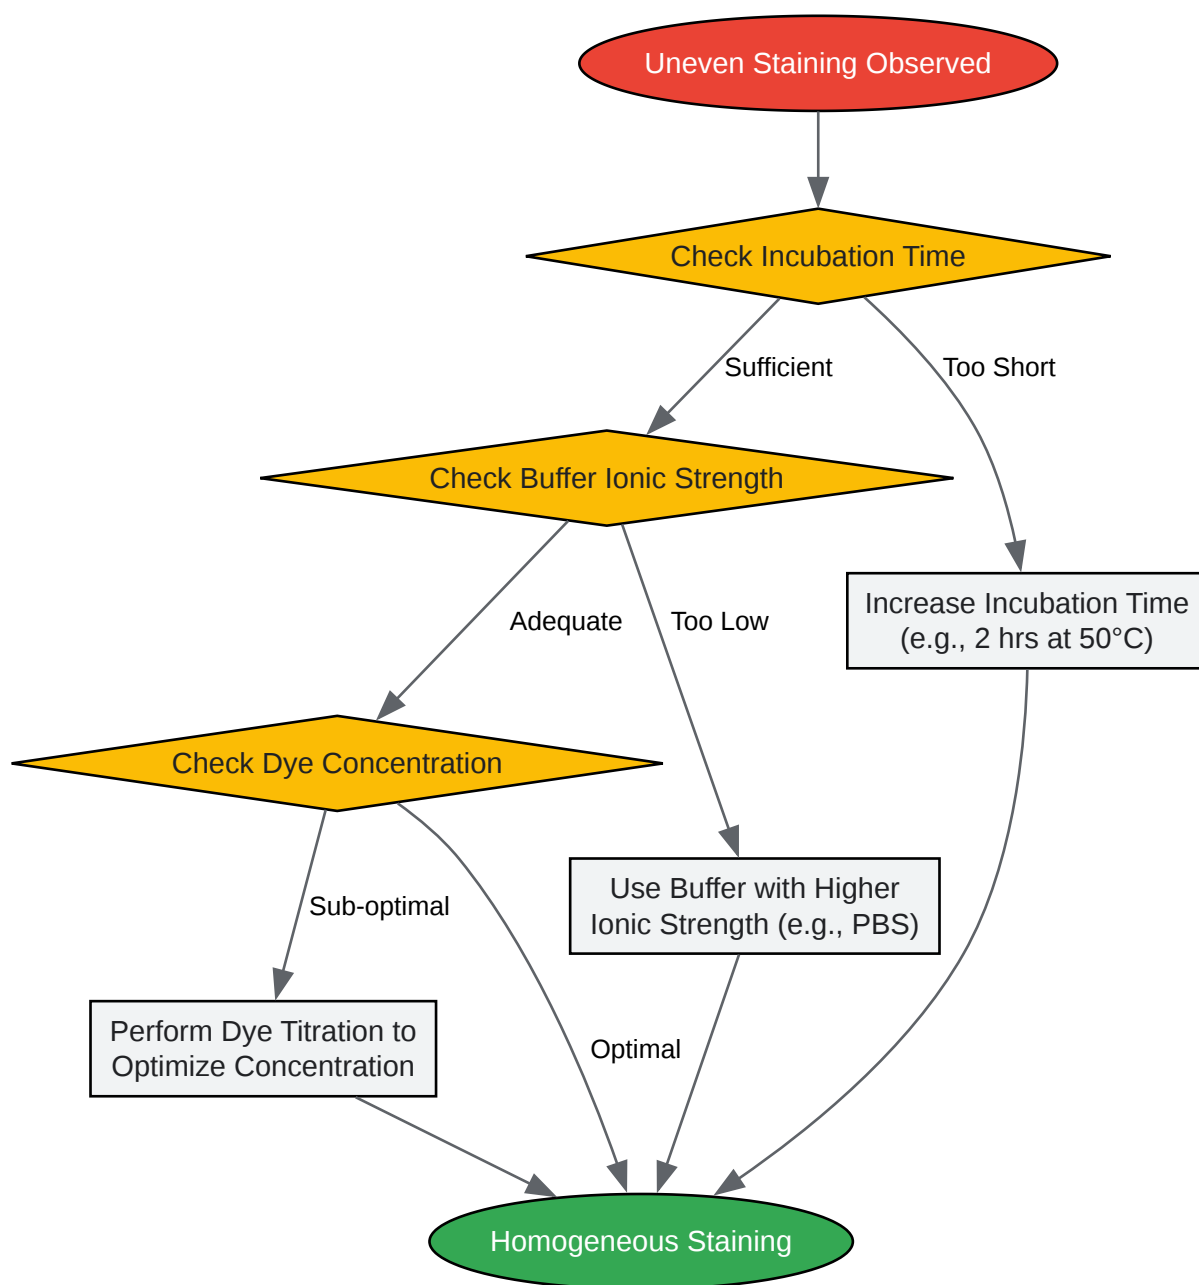 Uneven Staining Observed
Check Incubation Time
Sufficient
Too Short
Check Buffer Ionic Strength
Increase Incubation Time
(e.g., 2 hrs at 50°C)
Adequate
Too Low
Check Dye Concentration
Use Buffer with Higher
Ionic Strength (e.g., PBS)
Sub-optimal
Perform Dye Titration to
Optimize Concentration
Optimal
Homogeneous Staining